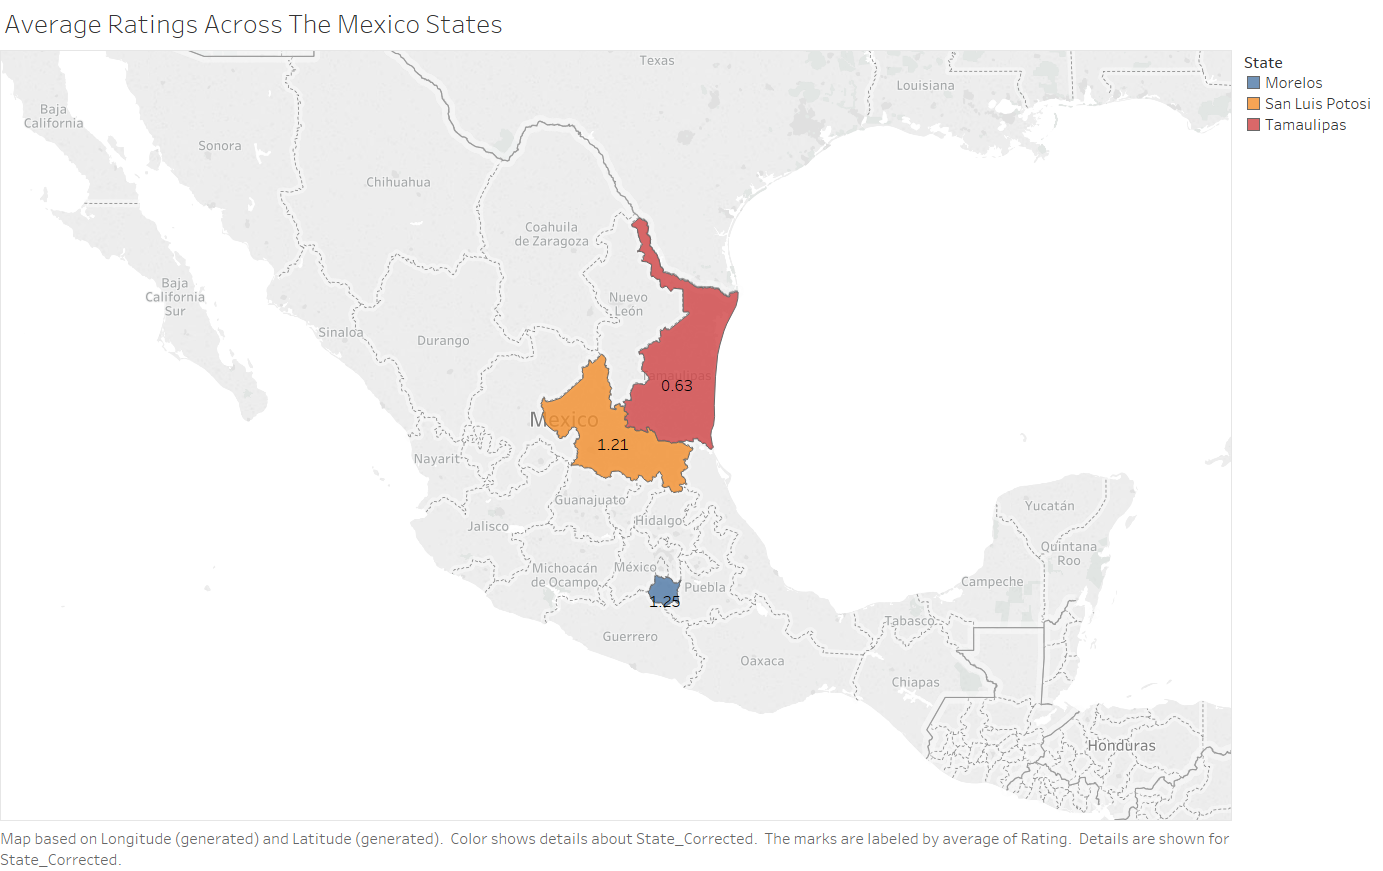 Average Ratings Across The Mexico States
State
Morelos
San Luis Potosi
Tamaulipas
Texas
Louisiana
Baja
California
Sonora
Chihuahua
Coahuila
de Zaragoza
Baja
California
Sur
Nuevo
León
Sinaloa
Durango
Tamaulipas
0.63
Mexico
1.21
Nayarit
Guanajuato
Jalisco
Hidalgo
Michoacán
de Ocampo
México
Puebla
1.25
Guerrero
Oaxaca
Yucatán
Quintana
Roo
Campeche
Tabasco
Chiapas
Honduras
Map based on Longitude (generated) and Latitude (generated). Color shows details about State_Corrected. The marks are labeled by average of Rating. Details are shown for
State_Corrected.